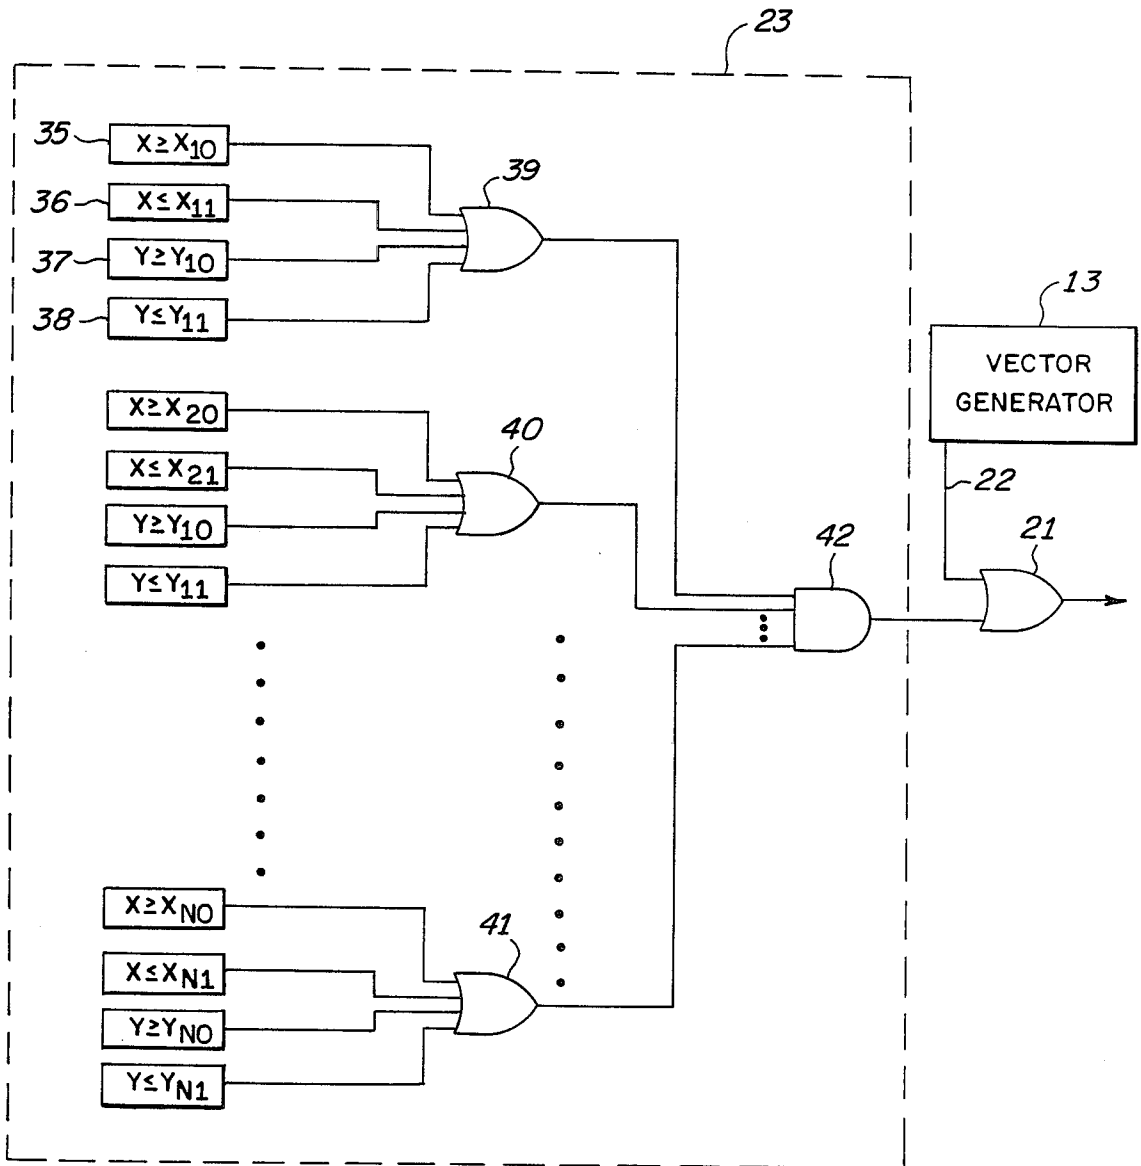 23
35 X ≥ X10
39
36 X ≤ X11
37 Y ≥ Y10
38 Y ≤ Y11
13
VECTOR
GENERATOR
X ≥ X20
40
X ≤ X21
22
Y ≥ Y10
42
21
Y ≤ Y11
X ≥ XN0
41
X ≤ XN1
Y ≥ YN0
Y ≤ YN1